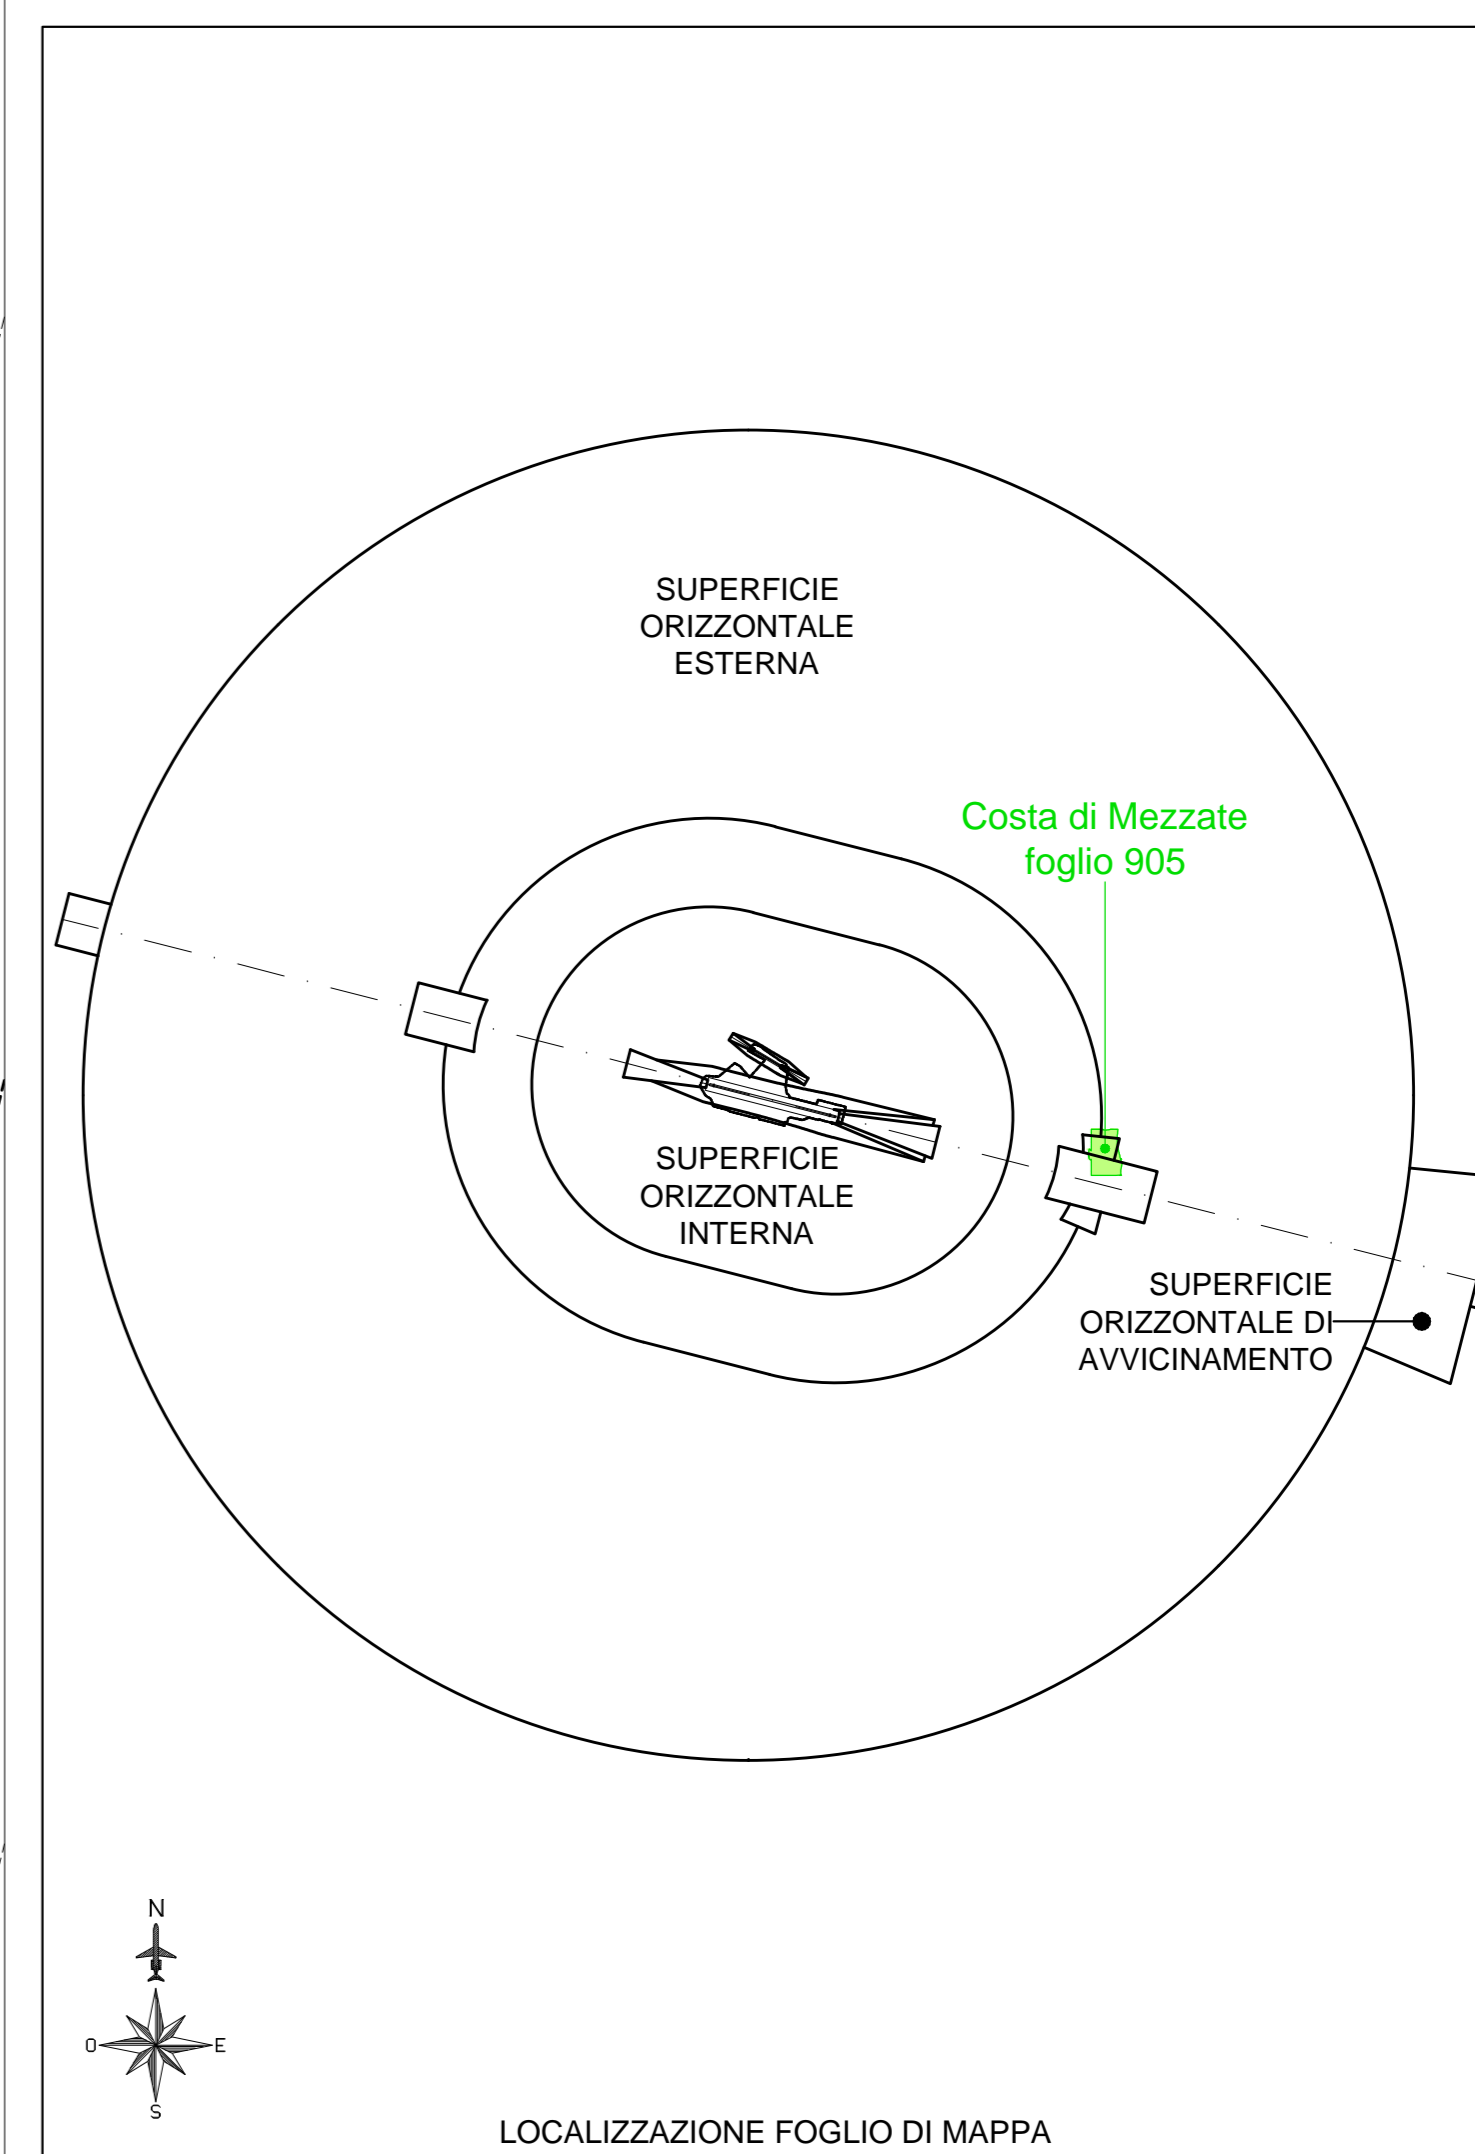 SUPERFICIE
ORIZZONTALE
ESTERNA
Costa di Mezzate
foglio 905
SUPERFICIE
ORIZZONTALE
INTERNA
SUPERFICIE
ORIZZONTALE DI
AVVICINAMENTO
N
O
E
S
LOCALIZZAZIONE FOGLIO DI MAPPA